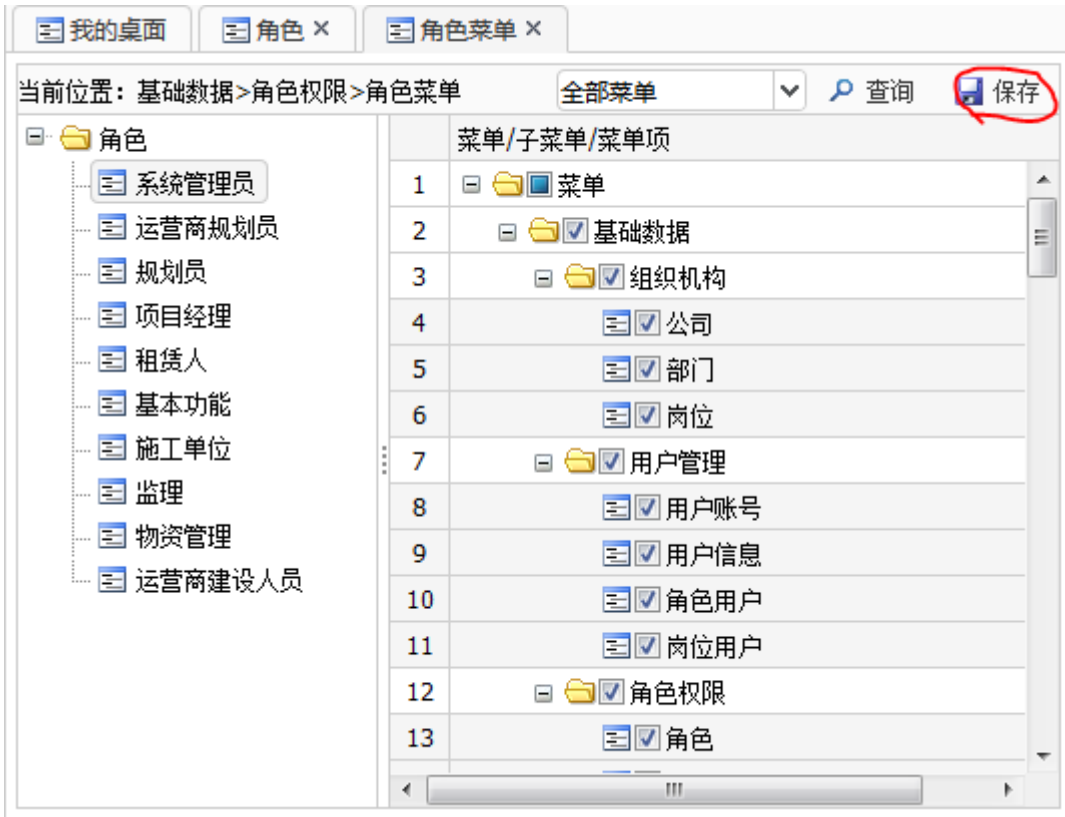 我的桌面 角色 × 角色菜单 ×
当前位置：基础数据>角色权限>角色菜单 全部菜单 查询 保存
角色
系统管理员
运营商规划员
规划员
项目经理
租赁人
基本功能
施工单位
监理
物资管理
运营商建设人员
菜单/子菜单/菜单项
1 菜单
2 基础数据
3 组织机构
4 公司
5 部门
6 岗位
7 用户管理
8 用户账号
9 用户信息
10 角色用户
11 岗位用户
12 角色权限
13 角色